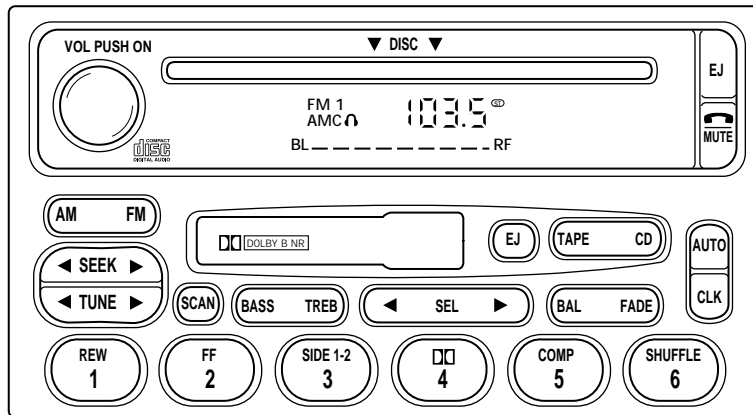 VOL PUSH ON
▼ DISC ▼
EJ
FM 1 103.5 ST
AMC
MUTE
COMPACT
disc
DIGITAL AUDIO
BL RF
AM FM
DOLBY B NR
EJ
TAPE CD
AUTO
◄ SEEK ►
◄ TUNE ►
SCAN
BASS TREB
◄ SEL ►
BAL FADE
CLK
REW
1
FF
2
SIDE 1-2
3
4
COMP
5
SHUFFLE
6